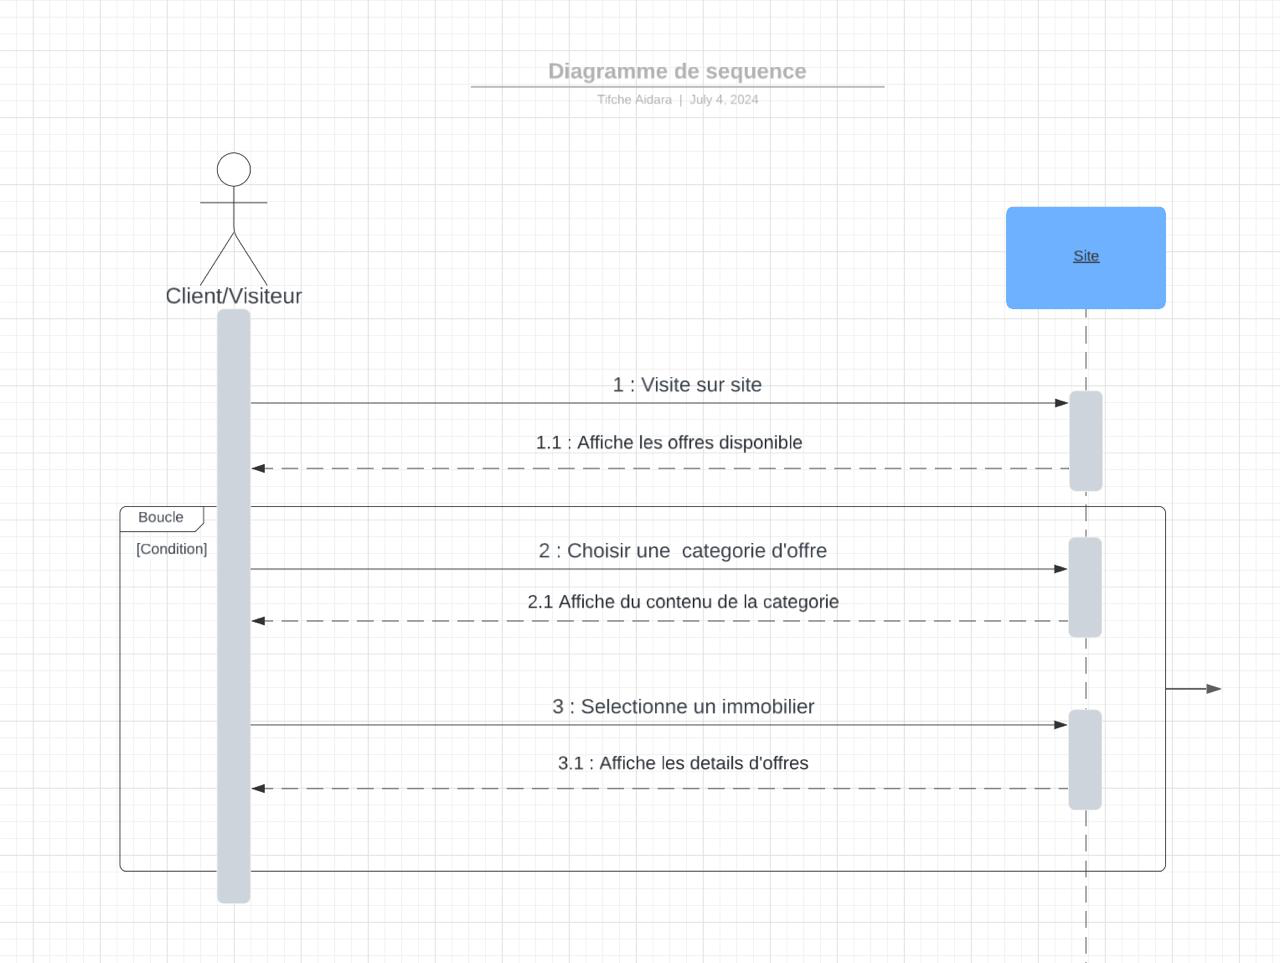 Diagramme de sequence
Tifche Aidara | July 4, 2024
Client/Visiteur
Site
1 : Visite sur site
1.1 : Affiche les offres disponible
Boucle
[Condition]
2 : Choisir une  categorie d'offre
2.1 Affiche du contenu de la categorie
3 : Selectionne un immobilier
3.1 : Affiche les details d'offres